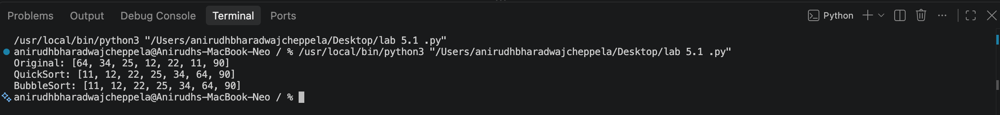 Problems Output Debug Console Terminal Ports Python
/usr/local/bin/python3 "/Users/anirudhbharadwajcheppela/Desktop/lab 5.1 .py"
anirudhbharadwajcheppela@Anirudhs-MacBook-Neo / % /usr/local/bin/python3 "/Users/anirudhbharadwajcheppela/Desktop/lab 5.1 .py"
Original: [64, 34, 25, 12, 22, 11, 90]
QuickSort: [11, 12, 22, 25, 34, 64, 90]
BubbleSort: [11, 12, 22, 25, 34, 64, 90]
anirudhbharadwajcheppela@Anirudhs-MacBook-Neo / %